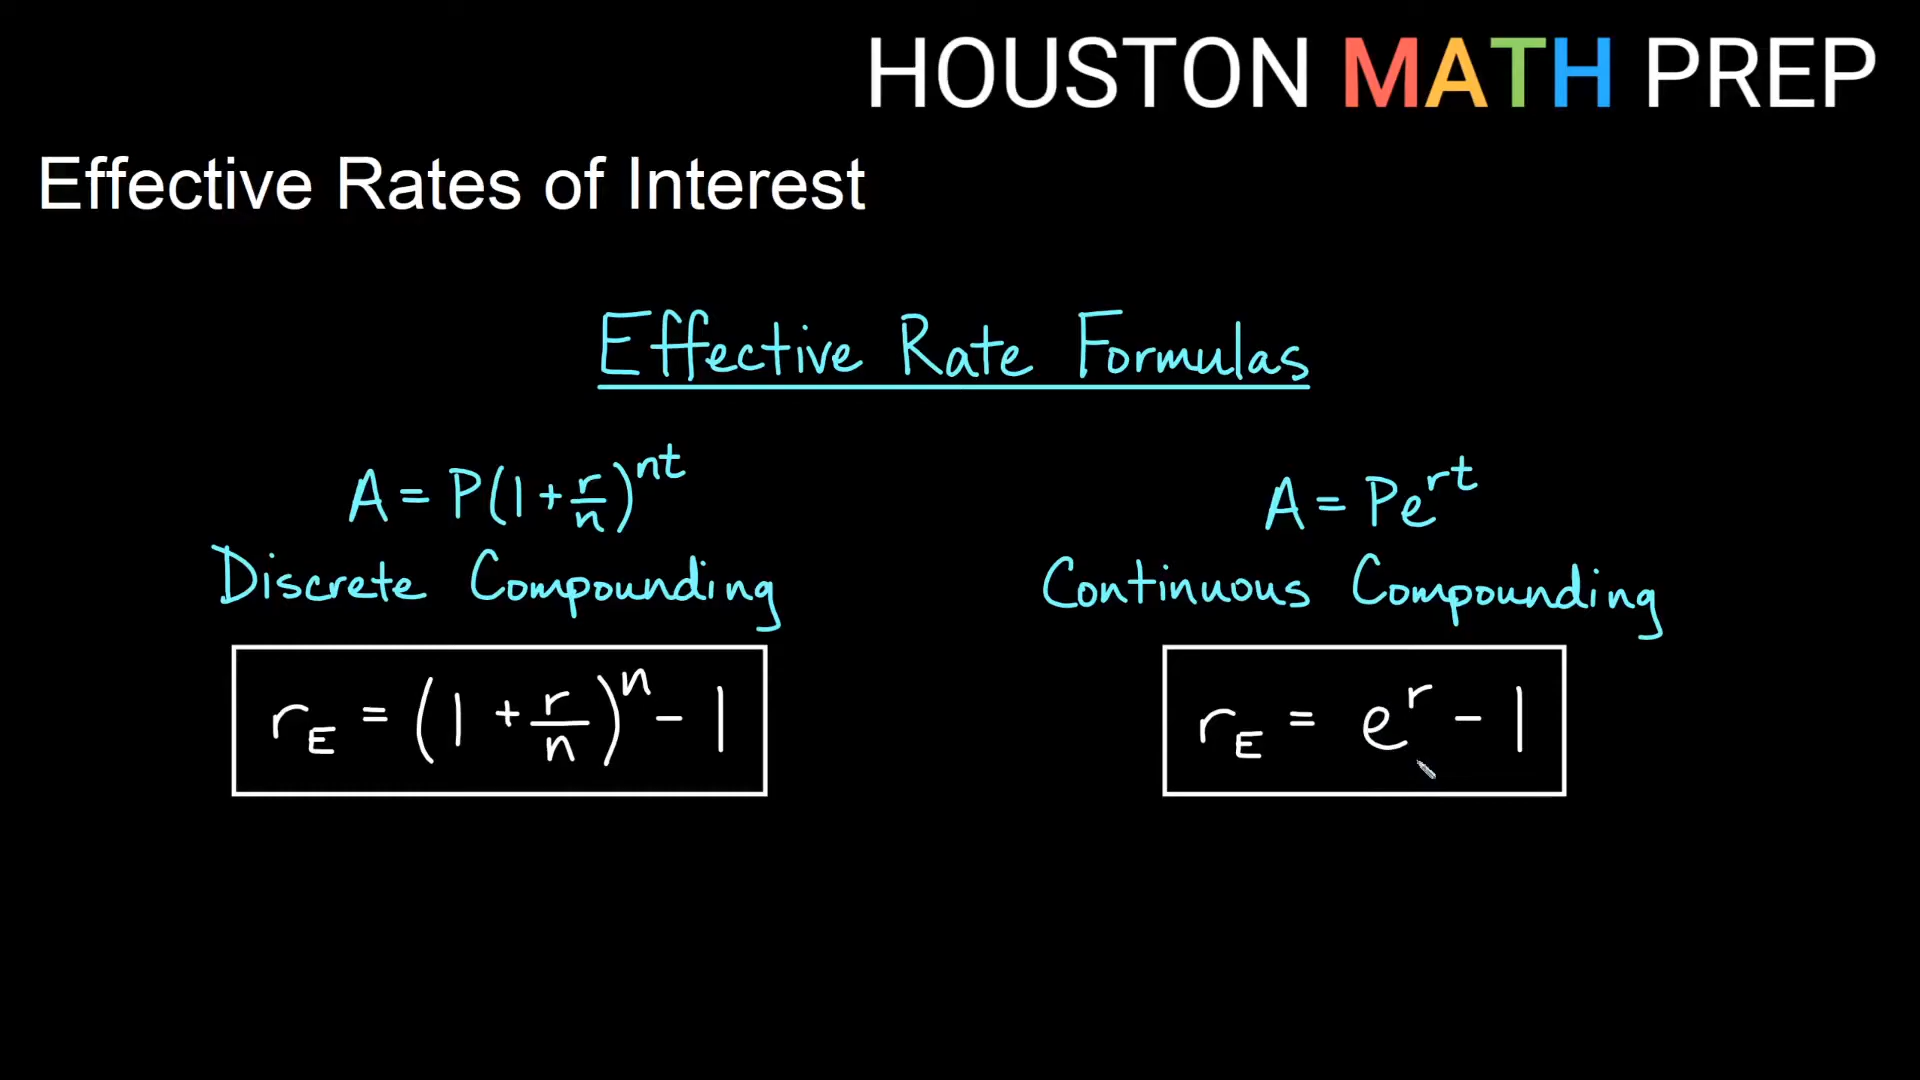 HOUSTON MATH PREP
Effective Rates of Interest
Effective Rate Formulas
A = P(1 + r/n)^nt
Discrete Compounding
r_E = (1 + r/n)^n - 1
A = Pe^rt
Continuous Compounding
r_E = e^r - 1